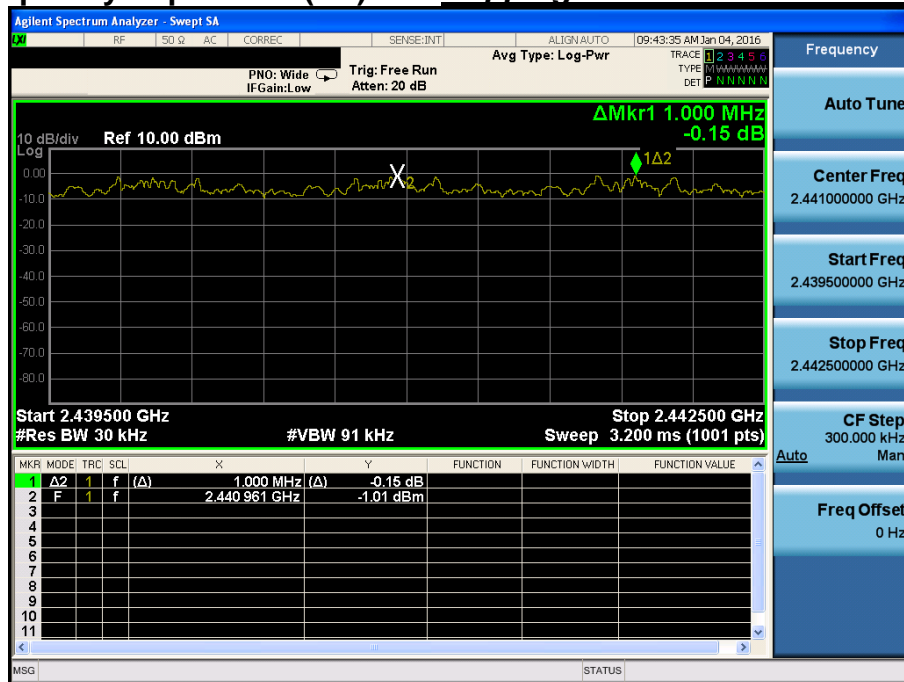 Agilent Spectrum Analyzer - Swept SA
LXI RF 50 Ω AC CORREC SENSE:INT ALIGN AUTO 09:43:35 AM Jan 04, 2016
Avg Type: Log-Pwr
TRACE 1 2 3 4 5 6
TYPE M W W W W W
DET P N N N N N
PNO: Wide
IFGain:Low
Trig: Free Run
Atten: 20 dB
ΔMkr1 1.000 MHz
-0.15 dB
10 dB/div Ref 10.00 dBm
Log
1Δ2
0.00
X2
-10.0
-20.0
-30.0
-40.0
-50.0
-60.0
-70.0
-80.0
Start 2.439500 GHz Stop 2.442500 GHz
#Res BW 30 kHz #VBW 91 kHz Sweep 3.200 ms (1001 pts)
MKR MODE TRC SCL X Y FUNCTION FUNCTION WIDTH FUNCTION VALUE
1 Δ2 1 f (Δ) 1.000 MHz (Δ) -0.15 dB
2 F 1 f 2.440 961 GHz -1.01 dBm
3
4
5
6
7
8
9
10
11
MSG STATUS
Frequency
Auto Tune
Center Freq
2.441000000 GHz
Start Freq
2.439500000 GHz
Stop Freq
2.442500000 GHz
CF Step
300.000 kHz
Auto Man
Freq Offset
0 Hz